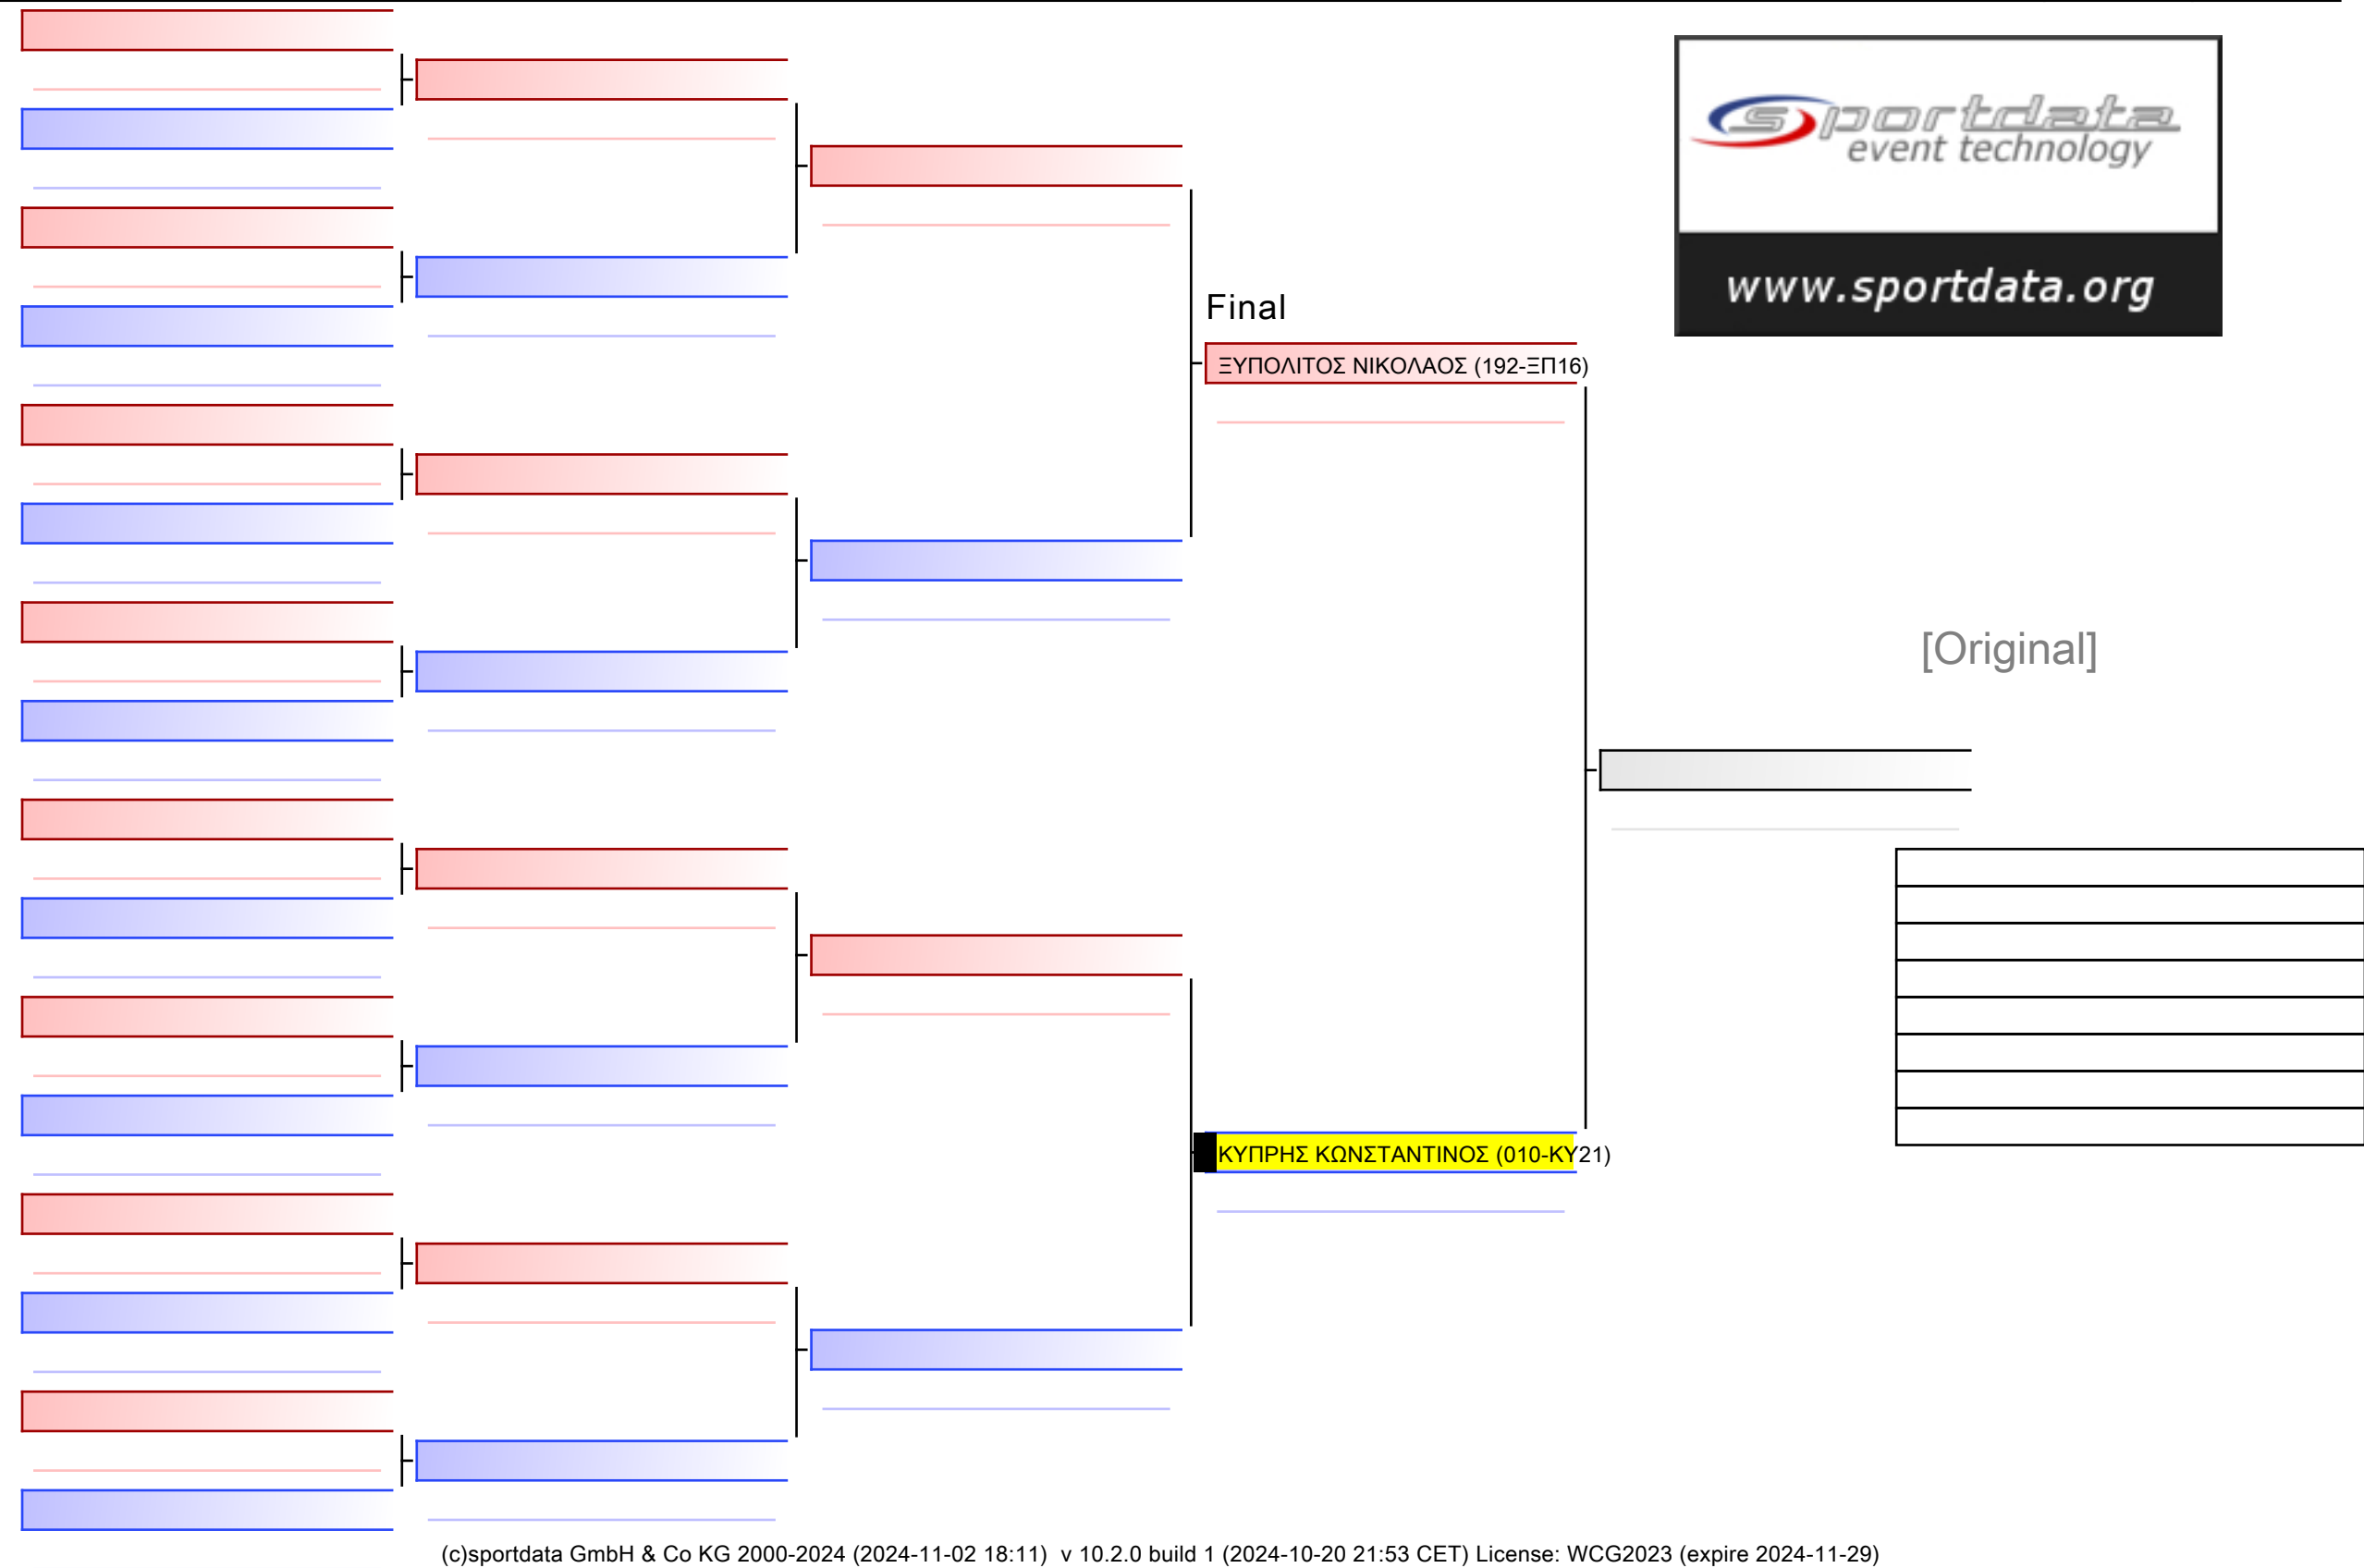 sportdata
event technology
www.sportdata.org
Final
ΞΥΠΟΛΙΤΟΣ ΝΙΚΟΛΑΟΣ (192-ΞΠ16)
[Original]
ΚΥΠΡΗΣ ΚΩΝΣΤΑΝΤΙΝΟΣ (010-ΚΥ21)
(c)sportdata GmbH & Co KG 2000-2024 (2024-11-02 18:11)  v 10.2.0 build 1 (2024-10-20 21:53 CET) License: WCG2023 (expire 2024-11-29)